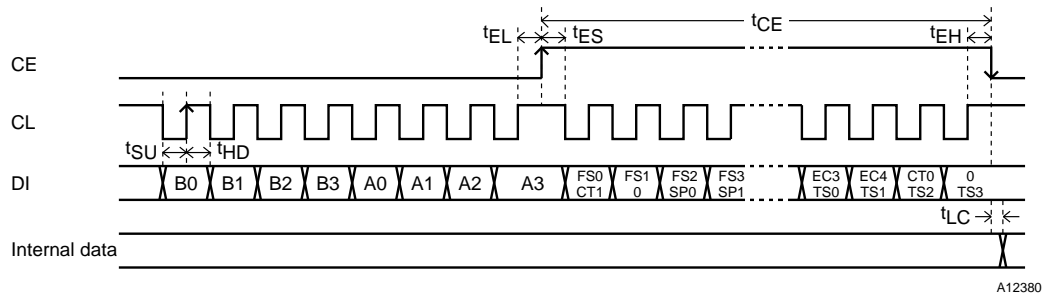 tCE
tEL tES tEH
CE
CL
tSU tHD
DI B0 B1 B2 B3 A0 A1 A2 A3 FS0 CT1 FS1 0 FS2 SP0 FS3 SP1 EC3 TS0 EC4 TS1 CT0 TS2 0 TS3
tLC
Internal data
A12380